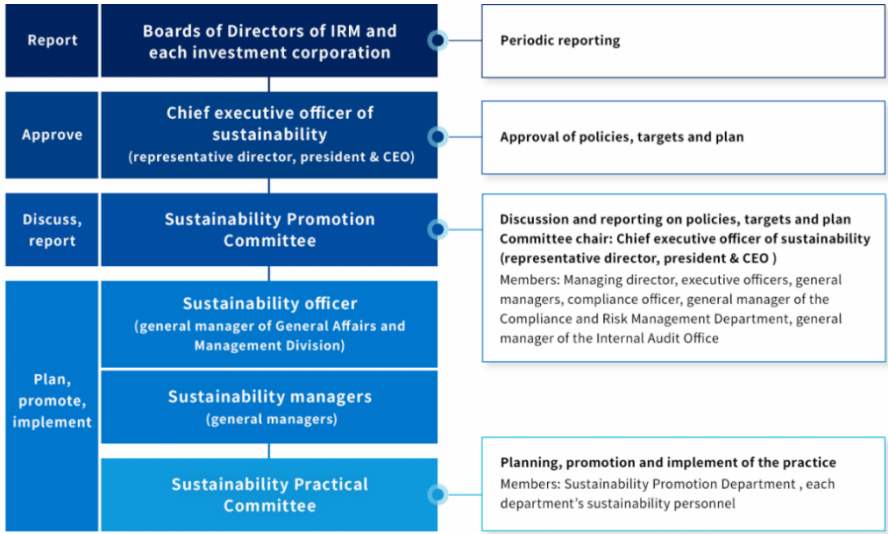 Report
Boards of Directors of IRM and
each investment corporation
Periodic reporting
Approve
Chief executive officer of
sustainability
(representative director, president & CEO)
Approval of policies, targets and plan
Discuss,
report
Sustainability Promotion
Committee
Discussion and reporting on policies, targets and plan
Committee chair: Chief executive officer of sustainability
(representative director, president & CEO )
Members: Managing director, executive officers, general
managers, compliance officer, general manager of the
Compliance and Risk Management Department, general
manager of the Internal Audit Office
Plan,
promote,
implement
Sustainability officer
(general manager of General Affairs and
Management Division)
Sustainability managers
(general managers)
Sustainability Practical
Committee
Planning, promotion and implement of the practice
Members: Sustainability Promotion Department , each
department's sustainability personnel